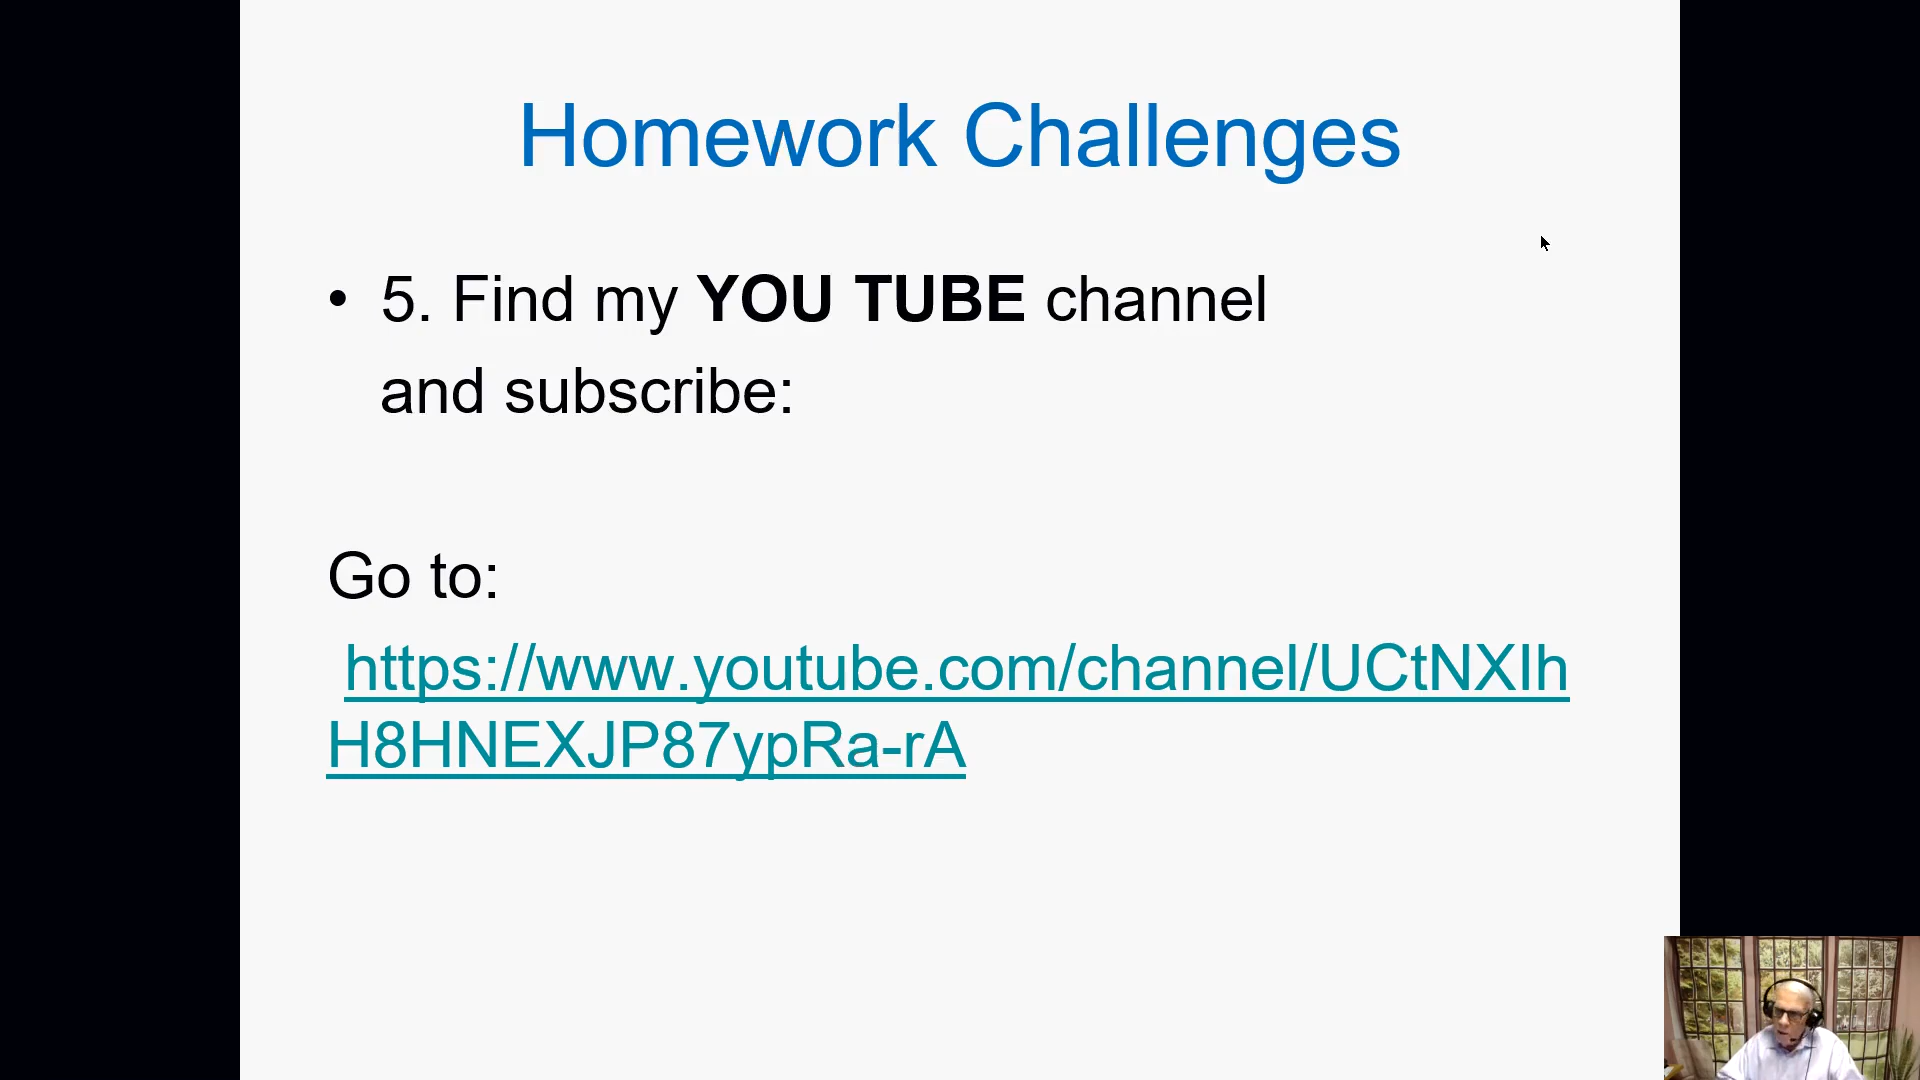 Homework Challenges
• 5. Find my YOU TUBE channel
and subscribe:
Go to:
https://www.youtube.com/channel/UCtNXIh
H8HNEXJP87ypRa-rA